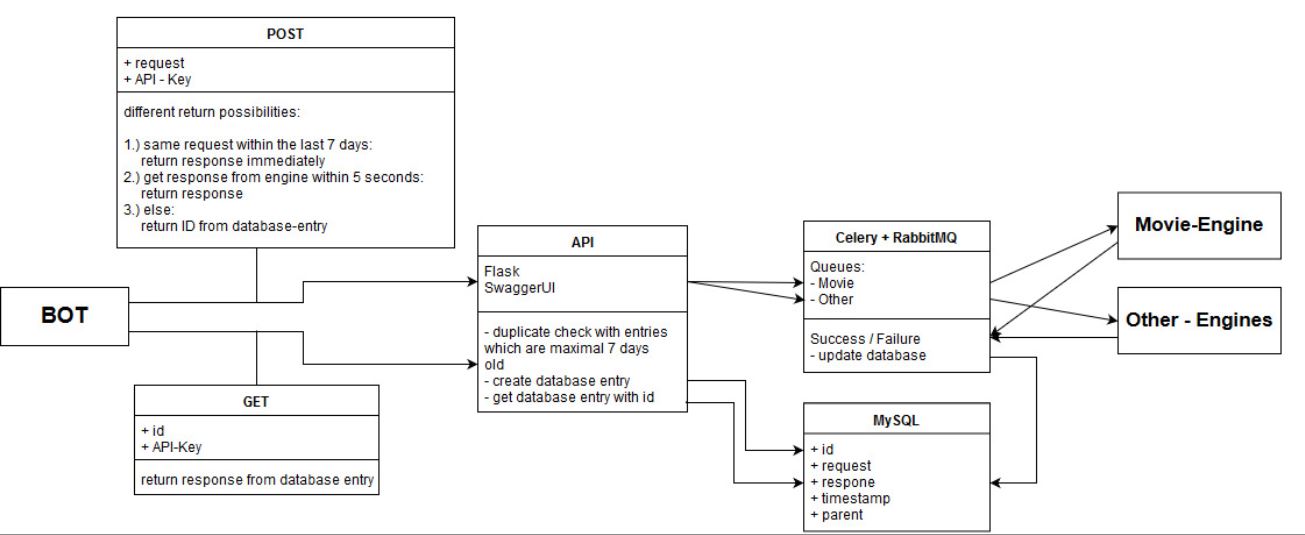 POST
+ request
+ API - Key
different return possibilities:
1.) same request within the last 7 days:
return response immediately
2.) get response from engine within 5 seconds:
return response
3.) else:
return ID from database-entry
BOT
GET
+ id
+ API-Key
return response from database entry
API
Flask
SwaggerUI
- duplicate check with entries
which are maximal 7 days
old
- create database entry
- get database entry with id
Celery + RabbitMQ
Queues:
- Movie
- Other
Success / Failure
- update database
MySQL
+ id
+ request
+ respone
+ timestamp
+ parent
Movie-Engine
Other - Engines